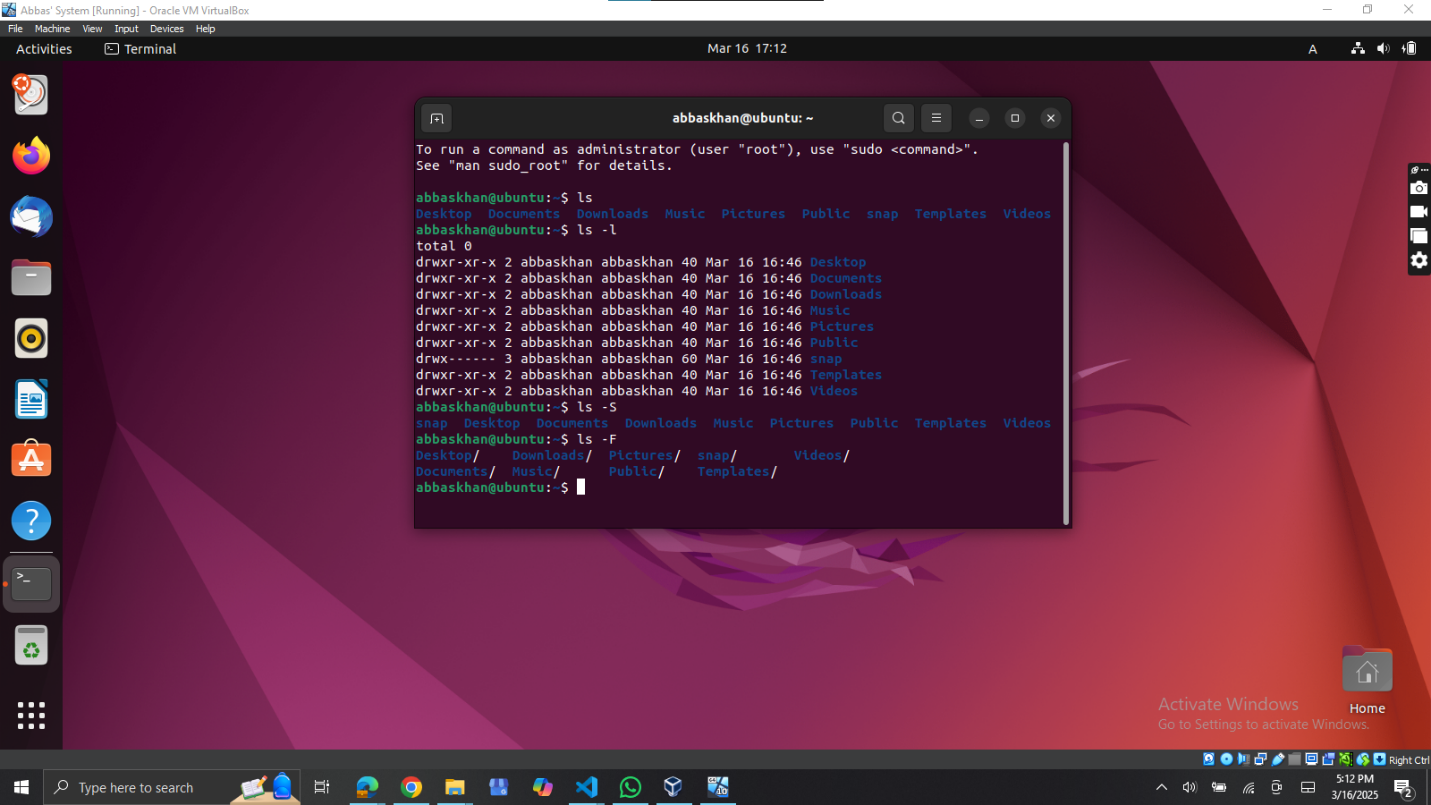 Abbas' System [Running] - Oracle VM VirtualBox
File Machine View Input Devices Help
Activities Terminal Mar 16 17:12 A
abbaskhan@ubuntu: ~
To run a command as administrator (user "root"), use "sudo <command>".
See "man sudo_root" for details.
abbaskhan@ubuntu:~$ ls
Desktop Documents Downloads Music Pictures Public snap Templates Videos
abbaskhan@ubuntu:~$ ls -l
total 0
drwxr-xr-x 2 abbaskhan abbaskhan 40 Mar 16 16:46 Desktop
drwxr-xr-x 2 abbaskhan abbaskhan 40 Mar 16 16:46 Documents
drwxr-xr-x 2 abbaskhan abbaskhan 40 Mar 16 16:46 Downloads
drwxr-xr-x 2 abbaskhan abbaskhan 40 Mar 16 16:46 Music
drwxr-xr-x 2 abbaskhan abbaskhan 40 Mar 16 16:46 Pictures
drwxr-xr-x 2 abbaskhan abbaskhan 40 Mar 16 16:46 Public
drwx------ 3 abbaskhan abbaskhan 60 Mar 16 16:46 snap
drwxr-xr-x 2 abbaskhan abbaskhan 40 Mar 16 16:46 Templates
drwxr-xr-x 2 abbaskhan abbaskhan 40 Mar 16 16:46 Videos
abbaskhan@ubuntu:~$ ls -S
snap Desktop Documents Downloads Music Pictures Public Templates Videos
abbaskhan@ubuntu:~$ ls -F
Desktop/ Downloads/ Pictures/ snap/ Videos/
Documents/ Music/ Public/ Templates/
abbaskhan@ubuntu:~$
Home
Activate Windows
Go to Settings to activate Windows.
Right Ctrl
Type here to search
5:12 PM
3/16/2025
2